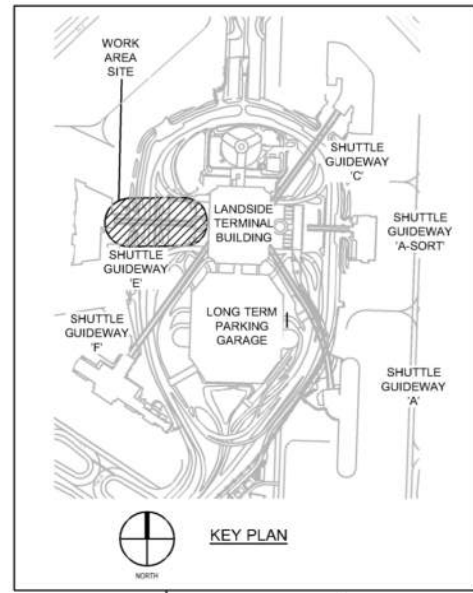 WORK
AREA
SITE
SHUTTLE
GUIDEWAY
'C'
LANDSIDE
TERMINAL
BUILDING
SHUTTLE
GUIDEWAY
'A-SORT'
SHUTTLE
GUIDEWAY
'E'
SHUTTLE
GUIDEWAY
'F'
LONG TERM
PARKING
GARAGE
SHUTTLE
GUIDEWAY
'A'
KEY PLAN
NORTH